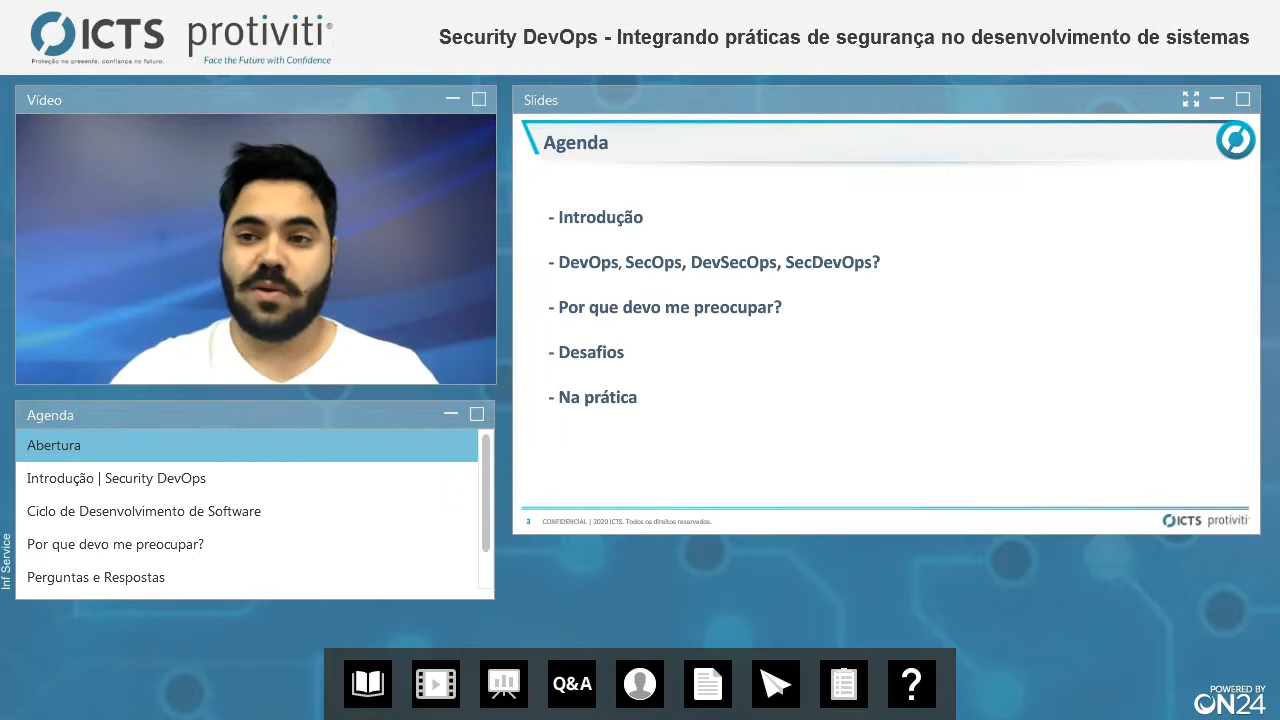 ICTS
Proteção no presente, confiança no futuro.
protiviti®
Face the Future with Confidence
Security DevOps - Integrando práticas de segurança no desenvolvimento de sistemas
Vídeo
Slides
Agenda
- Introdução
- DevOps, SecOps, DevSecOps, SecDevOps?
- Por que devo me preocupar?
- Desafios
- Na prática
3 CONFIDENCIAL | 2020 ICTS. Todos os direitos reservados.
ICTS protiviti
Agenda
Abertura
Introdução | Security DevOps
Ciclo de Desenvolvimento de Software
Por que devo me preocupar?
Perguntas e Respostas
Inf Service
Q&A
?
POWERED BY
ON24